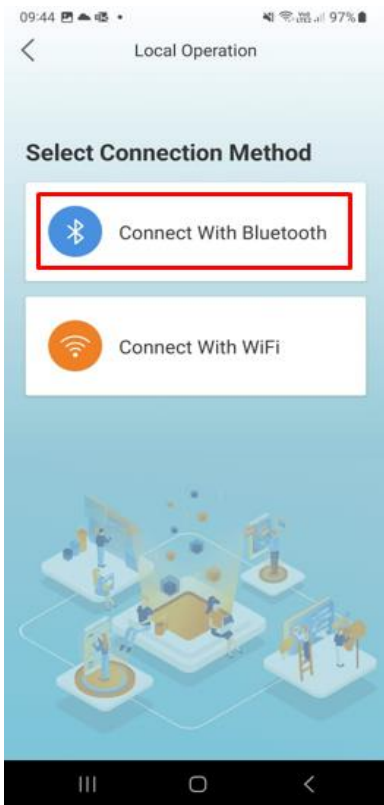 09:44 97%
Local Operation
Select Connection Method
Connect With Bluetooth
Connect With WiFi